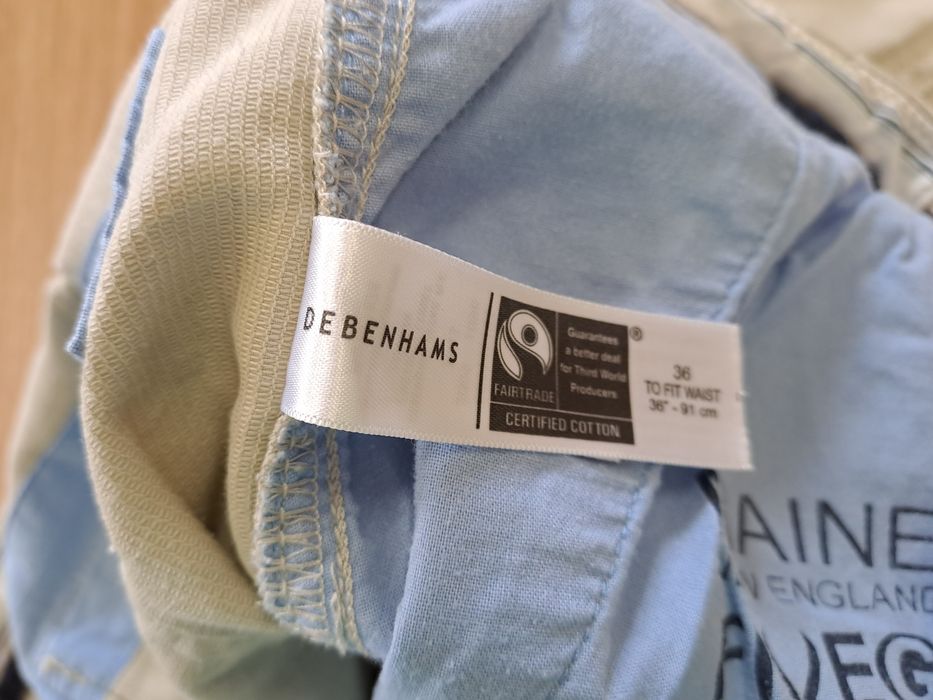 DEBENHAMS
FAIRTRADE
Guarantees
a better deal
for Third World
Producers
CERTIFIED COTTON
®
36
TO FIT WAIST
36" - 91 cm
AINE
N ENGLAND